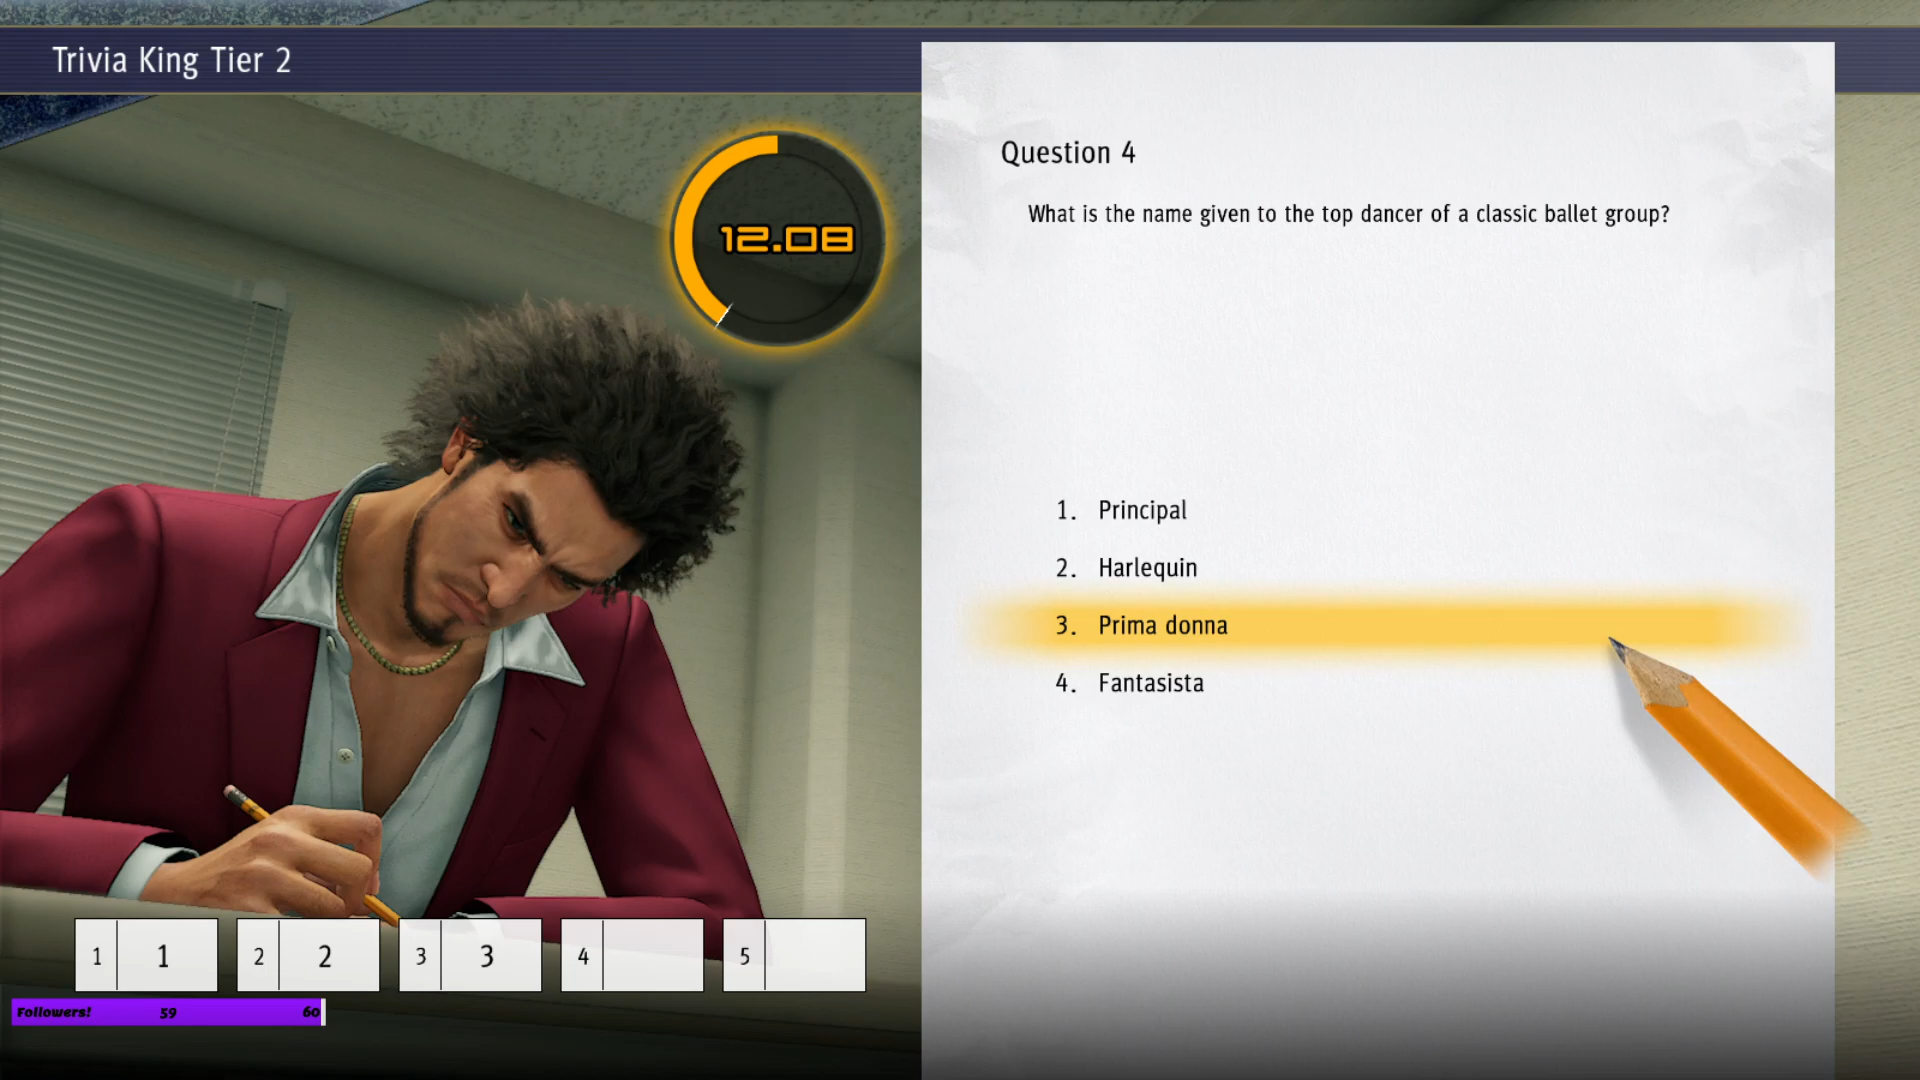 Trivia King Tier 2
12.08
Question 4
What is the name given to the top dancer of a classic ballet group?
1. Principal
2. Harlequin
3. Prima donna
4. Fantasista
1 1 2 2 3 3 4 5
Followers! 59 60